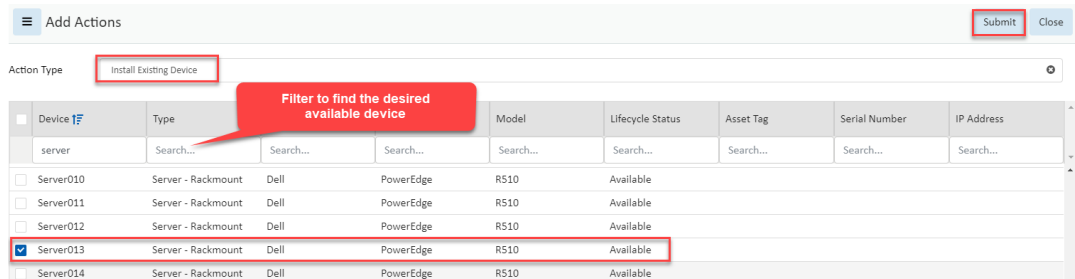 Add Actions
Submit Close
Action Type Install Existing Device
Filter to find the desired
available device
Device Type Model Lifecycle Status Asset Tag Serial Number IP Address
server Search... Search... Search... Search... Search... Search... Search... Search...
Server010 Server - Rackmount Dell PowerEdge R510 Available
Server011 Server - Rackmount Dell PowerEdge R510 Available
Server012 Server - Rackmount Dell PowerEdge R510 Available
Server013 Server - Rackmount Dell PowerEdge R510 Available
Server014 Server - Rackmount Dell PowerEdge R510 Available